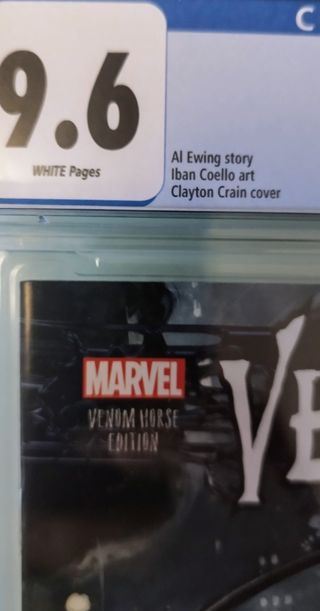 C
9.6
WHITE Pages
Al Ewing story
Iban Coello art
Clayton Crain cover
MARVEL
VENOM HORSE
EDITION
VE